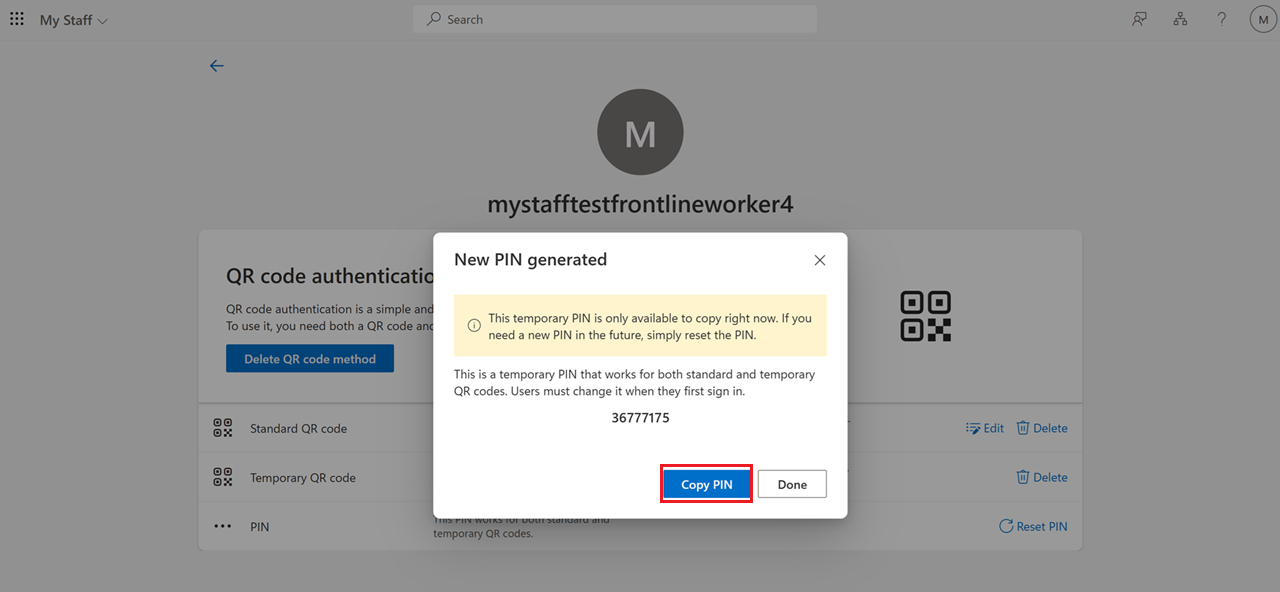 My Staff
Search
M
M
mystafftestfrontlineworker4
QR code authenticatio
QR code authentication is a simple and
To use it, you need both a QR code and
Delete QR code method
New PIN generated
This temporary PIN is only available to copy right now. If you
need a new PIN in the future, simply reset the PIN.
This is a temporary PIN that works for both standard and temporary
QR codes. Users must change it when they first sign in.
36777175
Copy PIN
Done
Standard QR code
Edit
Delete
Temporary QR code
Delete
PIN
This PIN works for both standard and
temporary QR codes.
Reset PIN